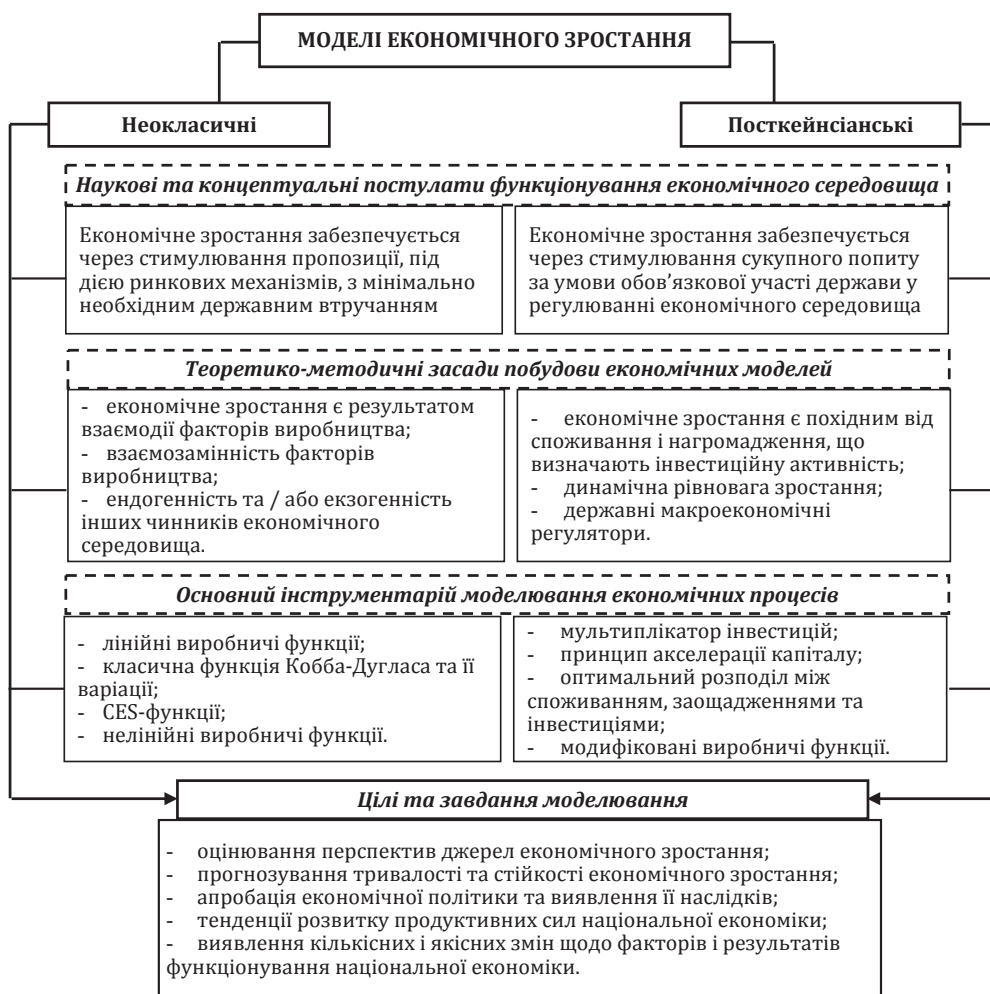 МОДЕЛІ ЕКОНОМІЧНОГО ЗРОСТАННЯ
Неокласичні
Посткейнсіанські
Наукові та концептуальні постулати функціонування економічного середовища
Економічне зростання забезпечується
через стимулювання пропозиції, під
дією ринкових механізмів, з мінімально
необхідним державним втручанням
Економічне зростання забезпечується
через стимулювання сукупного попиту
за умови обов’язкової участі держави у
регулюванні економічного середовища
Теоретико-методичні засади побудови економічних моделей
- економічне зростання є результатом
взаємодії факторів виробництва;
- взаємозамінність факторів
виробництва;
- ендогенність та / або екзогенність
інших чинників економічного
середовища.
- економічне зростання є похідним від
споживання і нагромадження, що
визначають інвестиційну активність;
- динамічна рівновага зростання;
- державні макроекономічні
регулятори.
Основний інструментарій моделювання економічних процесів
- лінійні виробничі функції;
- класична функція Кобба-Дугласа та її
варіації;
- CES-функції;
- нелінійні виробничі функції.
- мультиплікатор інвестицій;
- принцип акселерації капіталу;
- оптимальний розподіл між
споживанням, заощадженнями та
інвестиціями;
- модифіковані виробничі функції.
Цілі та завдання моделювання
- оцінювання перспектив джерел економічного зростання;
- прогнозування тривалості та стійкості економічного зростання;
- апробація економічної політики та виявлення її наслідків;
- тенденції розвитку продуктивних сил національної економіки;
- виявлення кількісних і якісних змін щодо факторів і результатів
функціонування національної економіки.